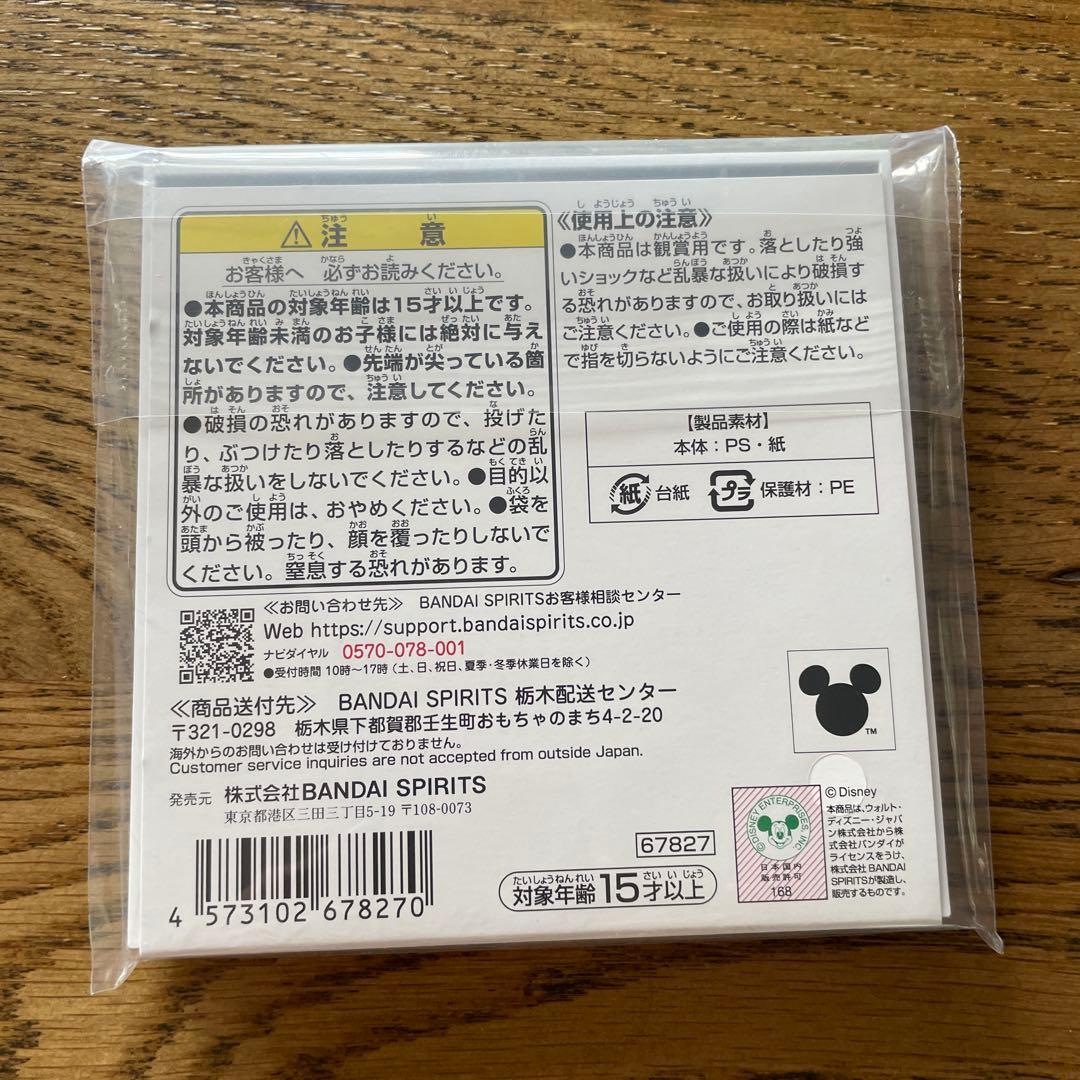 ⚠注意
お客様へ 必ずお読みください。
●本商品の対象年齢は15才以上です。
対象年齢未満のお子様には絶対に与え
ないでください。●先端が尖っている箇
所がありますので、注意してください。
●破損の恐れがありますので、投げた
り、ぶつけたり落としたりするなどの乱
暴な扱いをしないでください。●目的以
外のご使用は、おやめください。●袋を
頭から被ったり、顔を覆ったりしないで
ください。窒息する恐れがあります。
《使用上の注意》
●本商品は観賞用です。落としたり強
いショックなど乱暴な扱いにより破損す
る恐れがありますので、お取り扱いには
ご注意ください。●ご使用の際は紙など
で指を切らないようにご注意ください。
【製品素材】
本体：PS・紙
紙 台紙 プラ 保護材：PE
≪お問い合わせ先≫ BANDAI SPIRITSお客様相談センター
Web https://support.bandaispirits.co.jp
ナビダイヤル 0570-078-001
●受付時間 10時～17時（土、日、祝日、夏季・冬季休業日を除く）
≪商品送付先≫ BANDAI SPIRITS 栃木配送センター
〒321-0298 栃木県下都賀郡壬生町おもちゃのまち4-2-20
海外からのお問い合わせは受け付けておりません。
Customer service inquiries are not accepted from outside Japan.
発売元 株式会社BANDAI SPIRITS
東京都港区三田三丁目5-19 〒108-0073
4 573102 678270
67827
対象年齢 15才以上
TM
©DISNEY ENTERPRISES, INC.
日本国内
販売許可
168
©Disney
本商品は、ウォルト・
ディズニー・ジャパ
ン株式会社から株
式会社バンダイが
ライセンスをうけ、
株式会社 BANDAI
SPIRITSが製造し、
販売するものです。